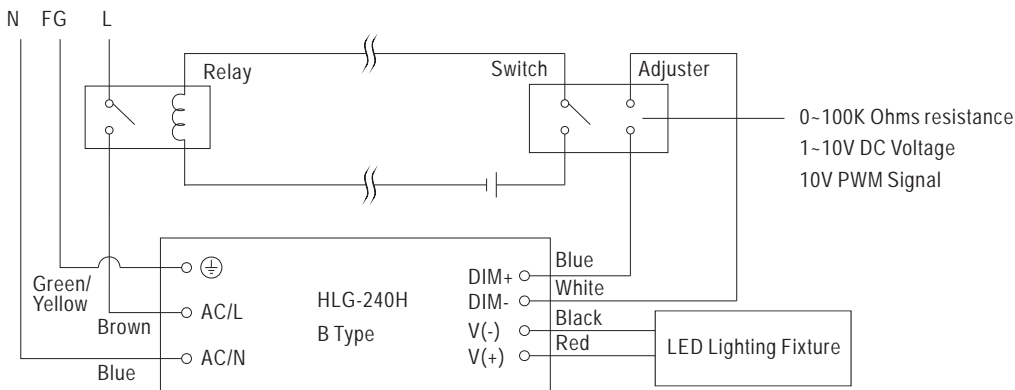 N FG L
Relay
Switch
Adjuster
0~100K Ohms resistance
1~10V DC Voltage
10V PWM Signal
Green/
Yellow
Brown
Blue
AC/L
AC/N
HLG-240H
B Type
DIM+
DIM-
V(-)
V(+)
Blue
White
Black
Red
LED Lighting Fixture